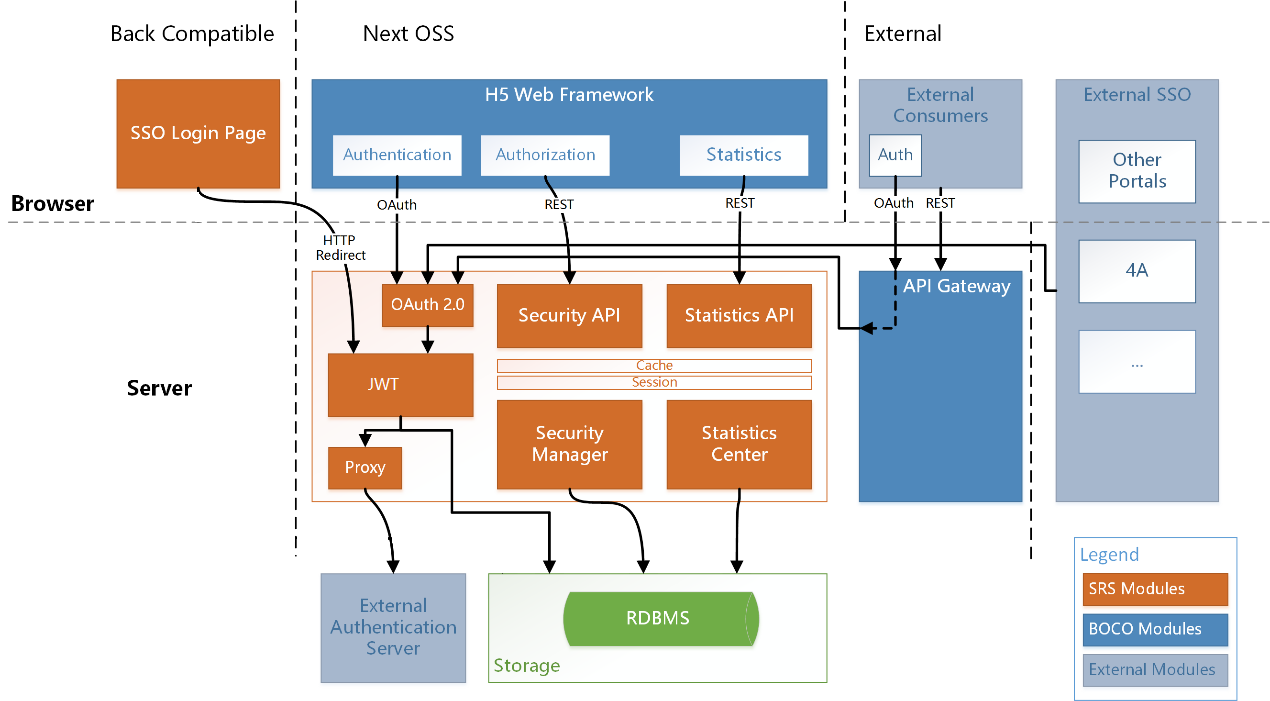 Back Compatible
Next OSS
External
SSO Login Page
H5 Web Framework
Authentication
Authorization
Statistics
External
Consumers
Auth
External SSO
Other
Portals
4A
...
Browser
OAuth
REST
REST
OAuth
REST
HTTP
Redirect
Server
OAuth 2.0
Security API
Statistics API
API Gateway
Cache
Session
JWT
Security
Manager
Statistics
Center
Proxy
External
Authentication
Server
RDBMS
Storage
Legend
SRS Modules
BOCO Modules
External Modules